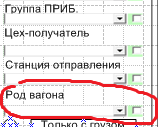 Группа ПРИБ.
Цех-получатель
Станция отправления
Род вагона
Только с грузом